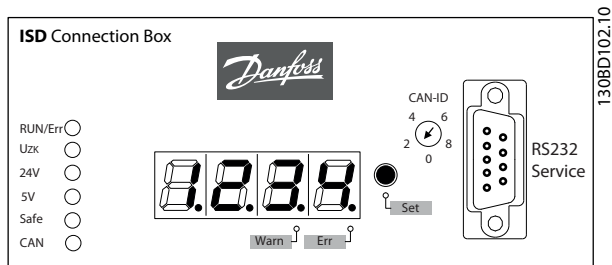 ISD Connection Box
130BD102.10
Danfoss
CAN-ID
4 6
2 8
0
RUN/Err
UZK
24V
5V
Safe
CAN
1.2.3.4.
Set
Warn Err
RS232
Service